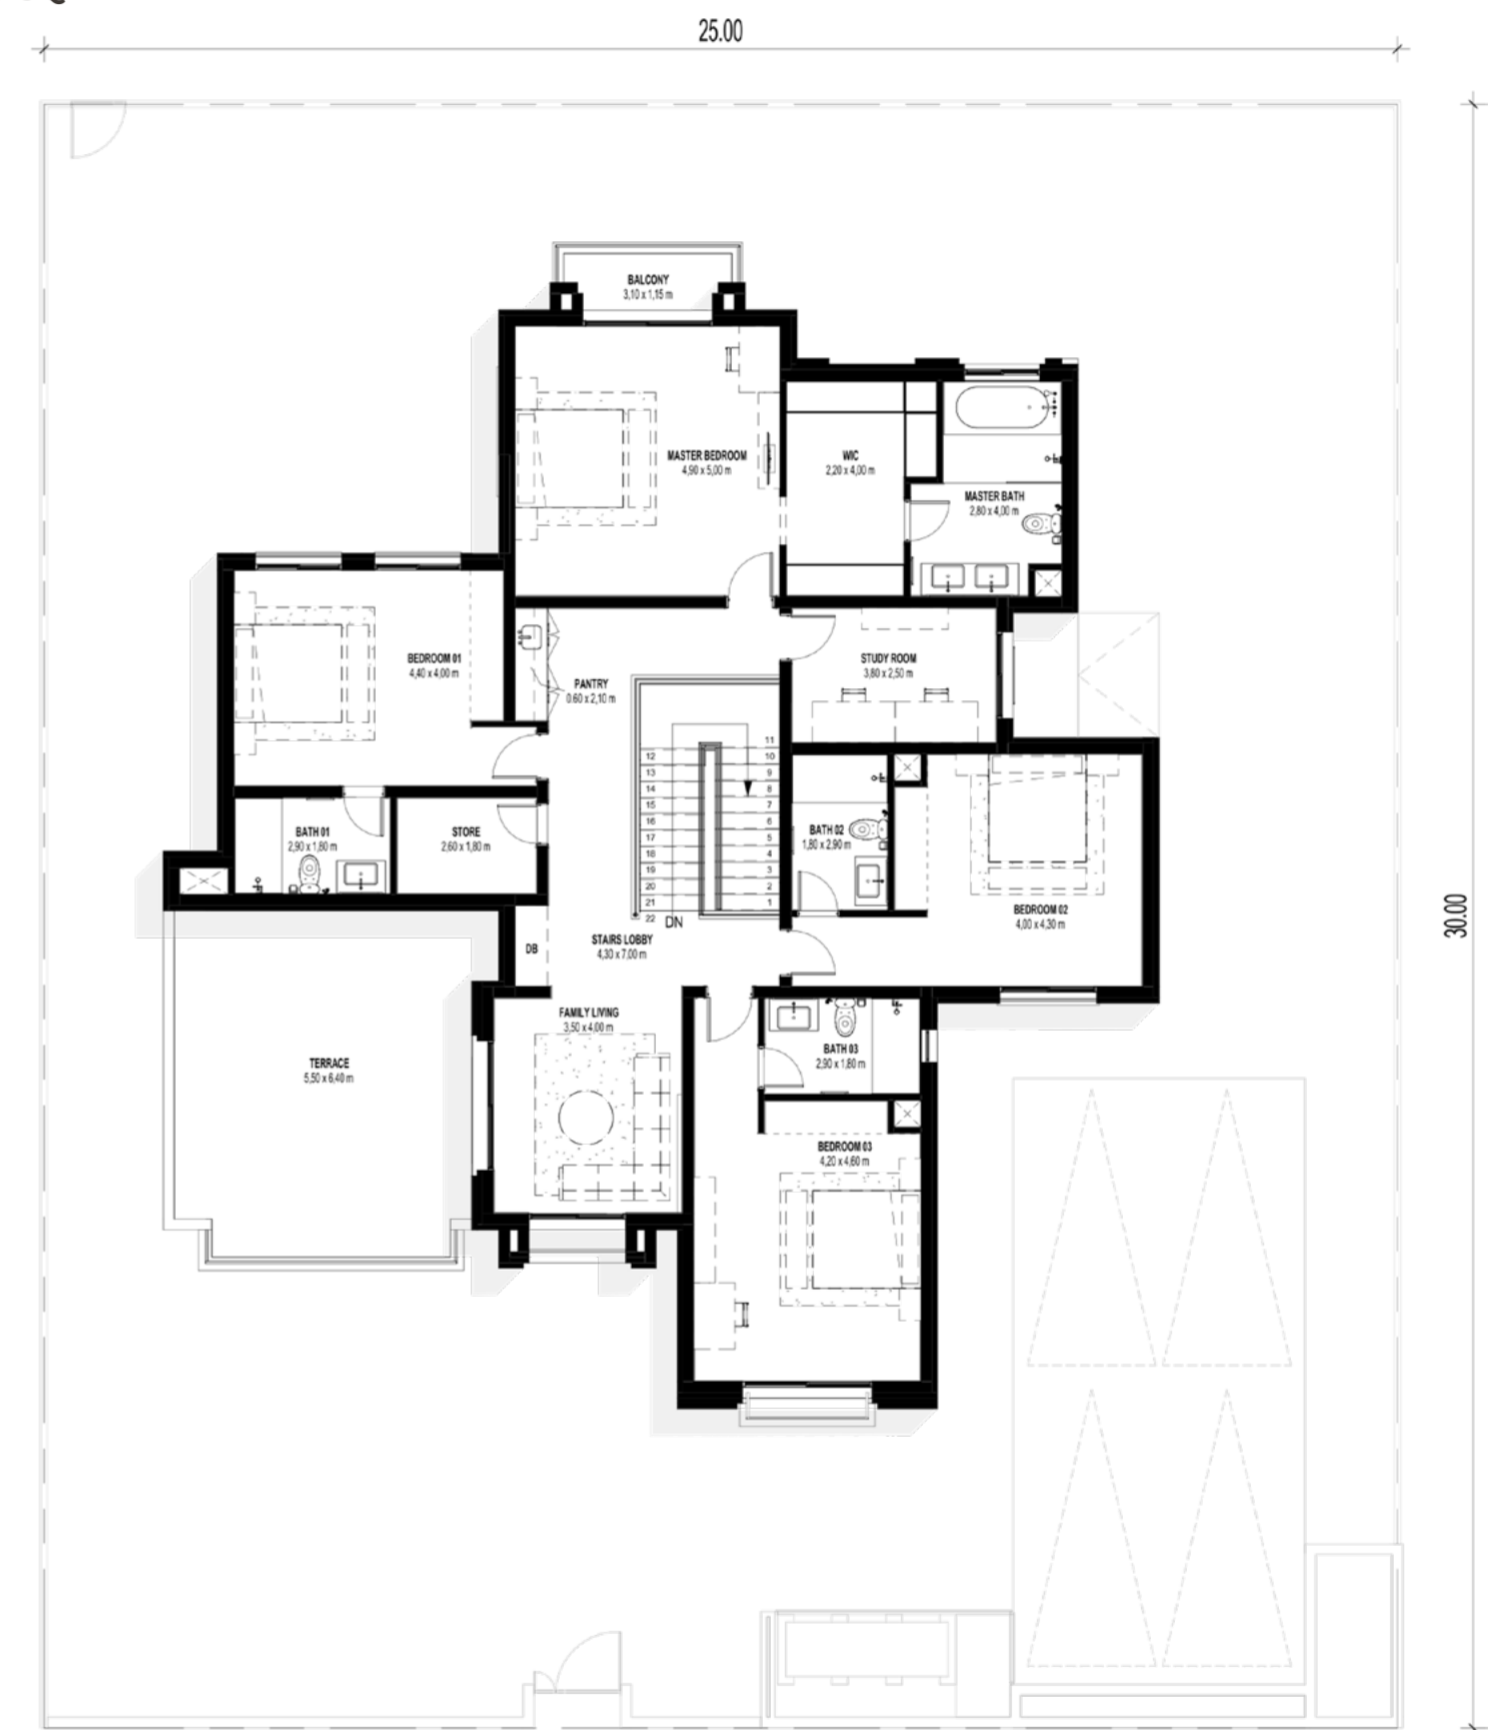 25.00
30.00
BALCONY
3,10 x 1,15 m
MASTER BEDROOM
4,90 x 5,00 m
WIC
2,20 x 4,00 m
MASTER BATH
2,80 x 4,00 m
BEDROOM 01
4,40 x 4,00 m
PANTRY
0.60 x 2,10 m
STUDY ROOM
3,80 x 2,50 m
11
12
10
13
9
14
8
15
7
16
6
17
5
18
4
19
3
20
2
21
1
22
DN
BATH 01
2,90 x 1,80 m
STORE
2,60 x 1,80 m
BATH 02
1,80 x 2,90 m
BEDROOM 02
4,00 x 4,30 m
DB
STAIRS LOBBY
4,30 x 7,00 m
FAMILY LIVING
3,50 x 4,00 m
BATH 03
2,90 x 1,80 m
TERRACE
5,50 x 6,40 m
BEDROOM 03
4,20 x 4,60 m